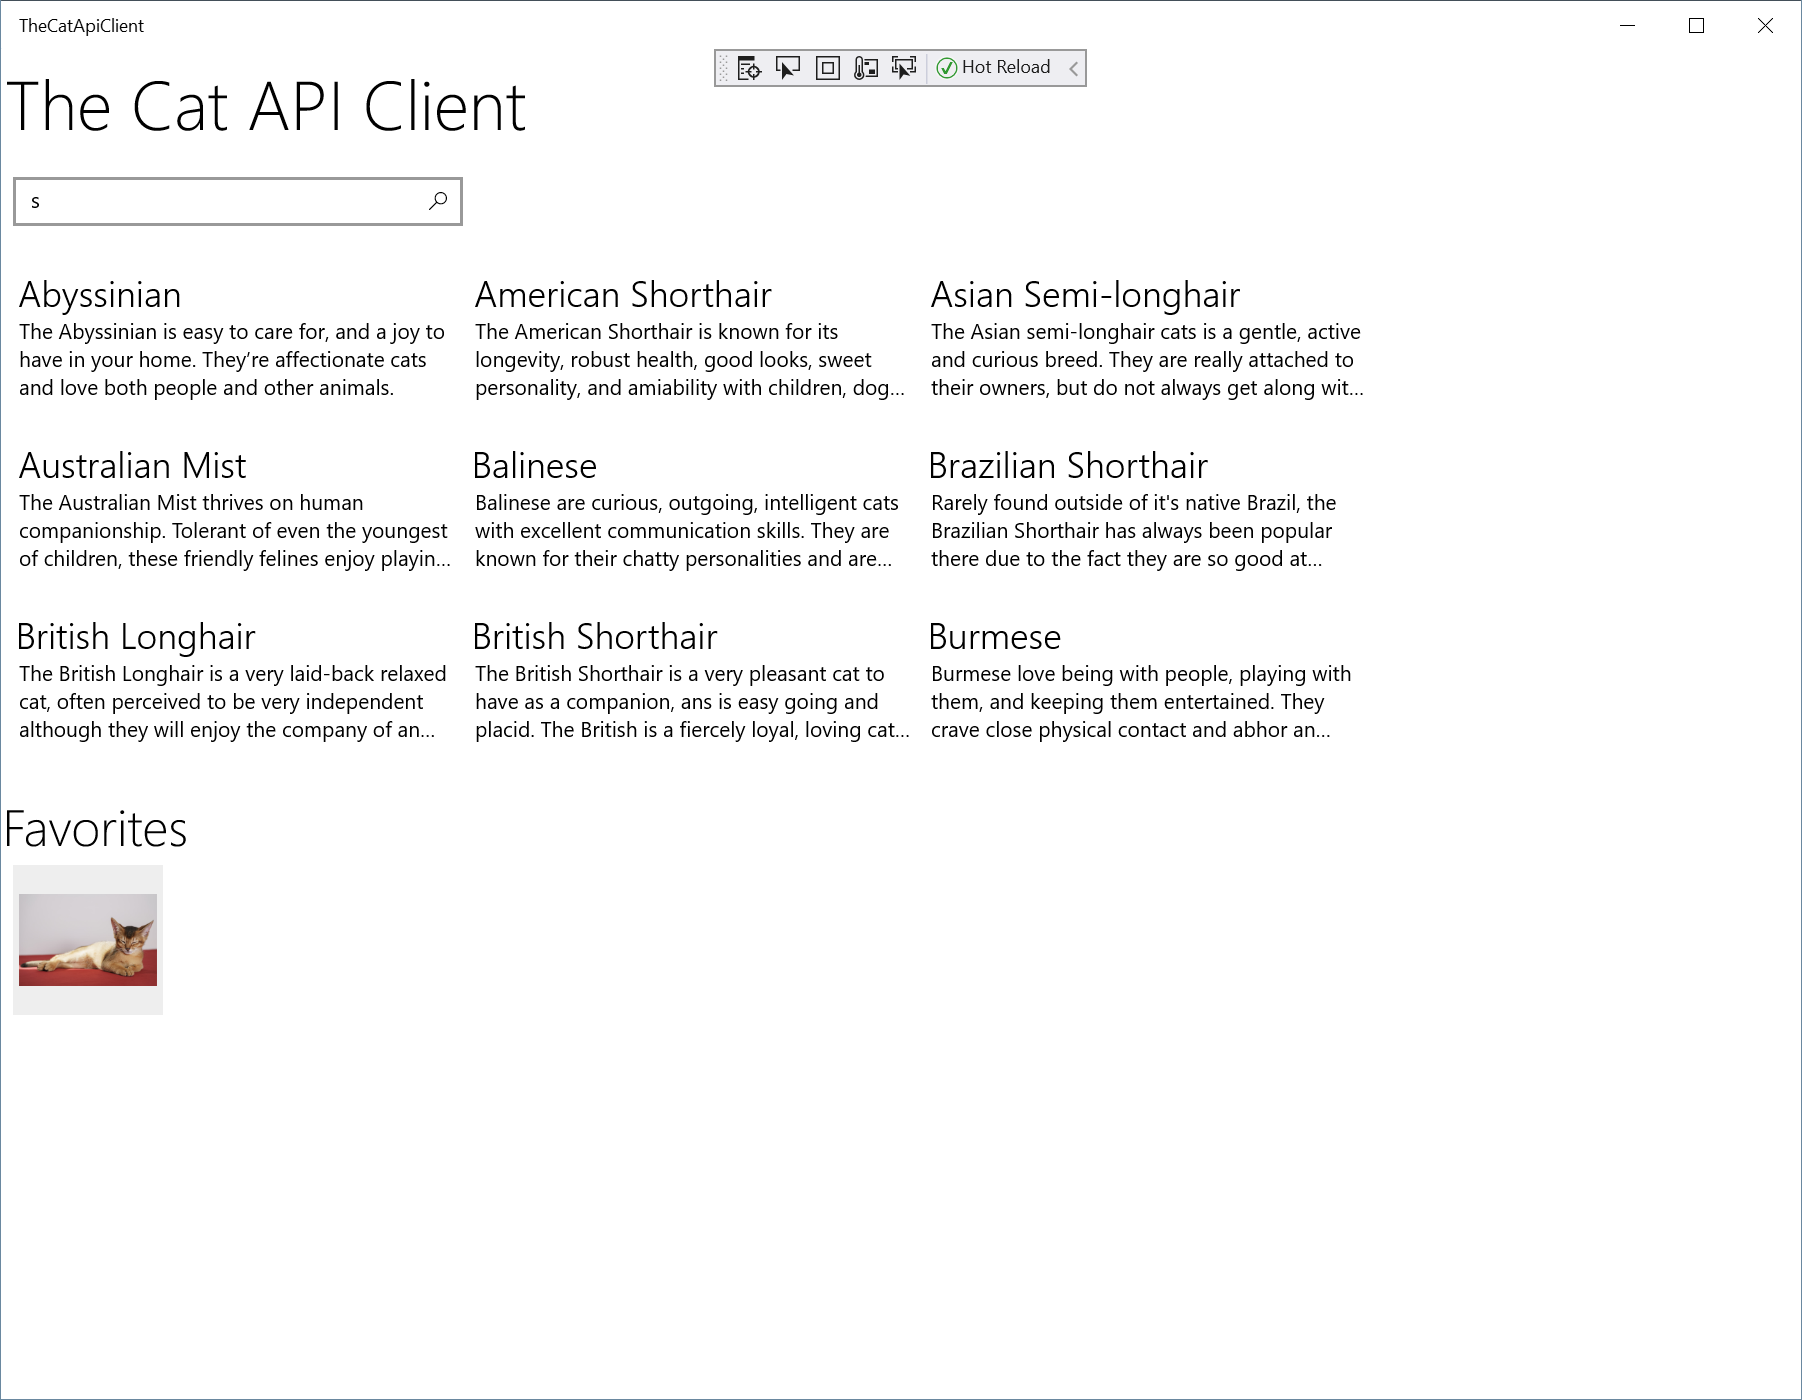 TheCatApiClient
Hot Reload
The Cat API Client
s
Abyssinian
The Abyssinian is easy to care for, and a joy to
have in your home. They’re affectionate cats
and love both people and other animals.
American Shorthair
The American Shorthair is known for its
longevity, robust health, good looks, sweet
personality, and amiability with children, dog...
Asian Semi-longhair
The Asian semi-longhair cats is a gentle, active
and curious breed. They are really attached to
their owners, but do not always get along wit...
Australian Mist
The Australian Mist thrives on human
companionship. Tolerant of even the youngest
of children, these friendly felines enjoy playin...
Balinese
Balinese are curious, outgoing, intelligent cats
with excellent communication skills. They are
known for their chatty personalities and are...
Brazilian Shorthair
Rarely found outside of it's native Brazil, the
Brazilian Shorthair has always been popular
there due to the fact they are so good at...
British Longhair
The British Longhair is a very laid-back relaxed
cat, often perceived to be very independent
although they will enjoy the company of an...
British Shorthair
The British Shorthair is a very pleasant cat to
have as a companion, ans is easy going and
placid. The British is a fiercely loyal, loving cat...
Burmese
Burmese love being with people, playing with
them, and keeping them entertained. They
crave close physical contact and abhor an...
Favorites